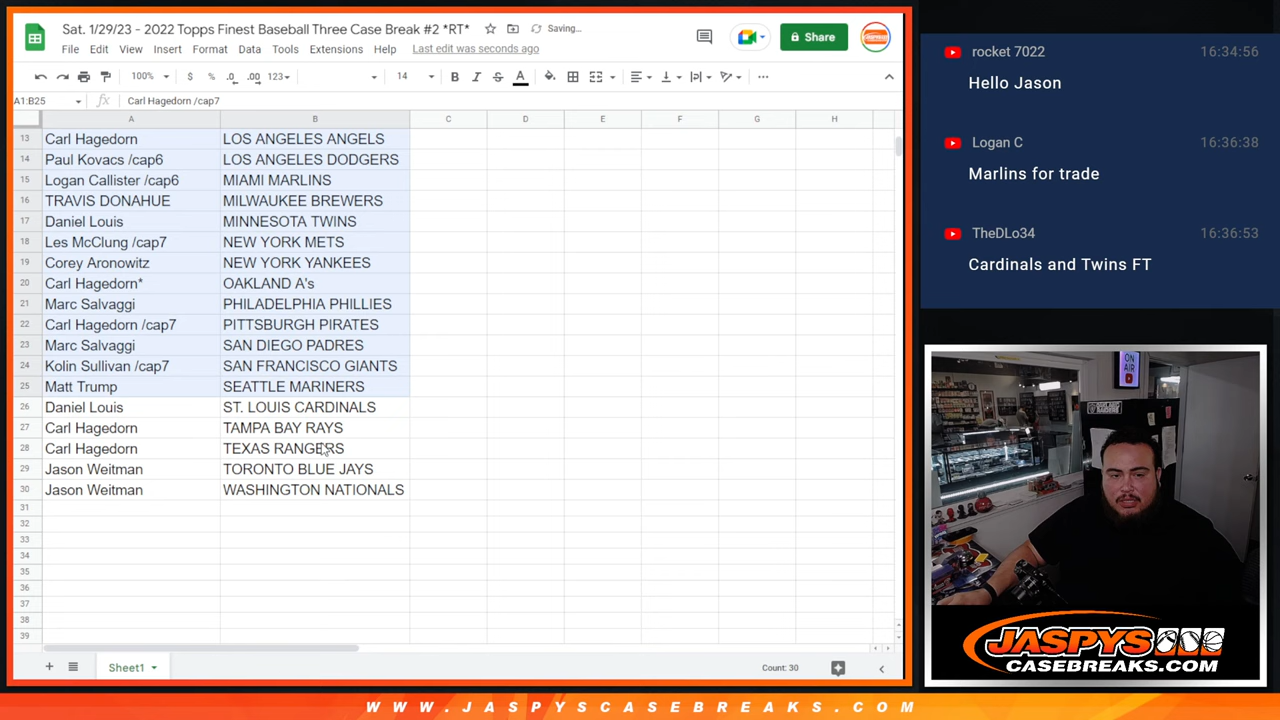 Sat. 1/29/23 - 2022 Topps Finest Baseball Three Case Break #2 *RT*
Saving…
File Edit View Insert Format Data Tools Extensions Help Last edit was seconds ago
Share
100% $ % .0 .00 123 14 B I S A
A1:B25 fx Carl Hagedorn /cap7
A B C D E F G H
13 Carl Hagedorn LOS ANGELES ANGELS
14 Paul Kovacs /cap6 LOS ANGELES DODGERS
15 Logan Callister /cap6 MIAMI MARLINS
16 TRAVIS DONAHUE MILWAUKEE BREWERS
17 Daniel Louis MINNESOTA TWINS
18 Les McClung /cap7 NEW YORK METS
19 Corey Aronowitz NEW YORK YANKEES
20 Carl Hagedorn* OAKLAND A's
21 Marc Salvaggi PHILADELPHIA PHILLIES
22 Carl Hagedorn /cap7 PITTSBURGH PIRATES
23 Marc Salvaggi SAN DIEGO PADRES
24 Kolin Sullivan /cap7 SAN FRANCISCO GIANTS
25 Matt Trump SEATTLE MARINERS
26 Daniel Louis ST. LOUIS CARDINALS
27 Carl Hagedorn TAMPA BAY RAYS
28 Carl Hagedorn TEXAS RANGERS
29 Jason Weitman TORONTO BLUE JAYS
30 Jason Weitman WASHINGTON NATIONALS
31
32
33
34
35
36
37
38
39
Sheet1
Count: 30
rocket 7022 16:34:56
Hello Jason
Logan C 16:36:38
Marlins for trade
TheDLo34 16:36:53
Cardinals and Twins FT
ON
AIR
JASPYS
CASEBREAKS.COM
WWW.JASPYSCASEBREAKS.COM